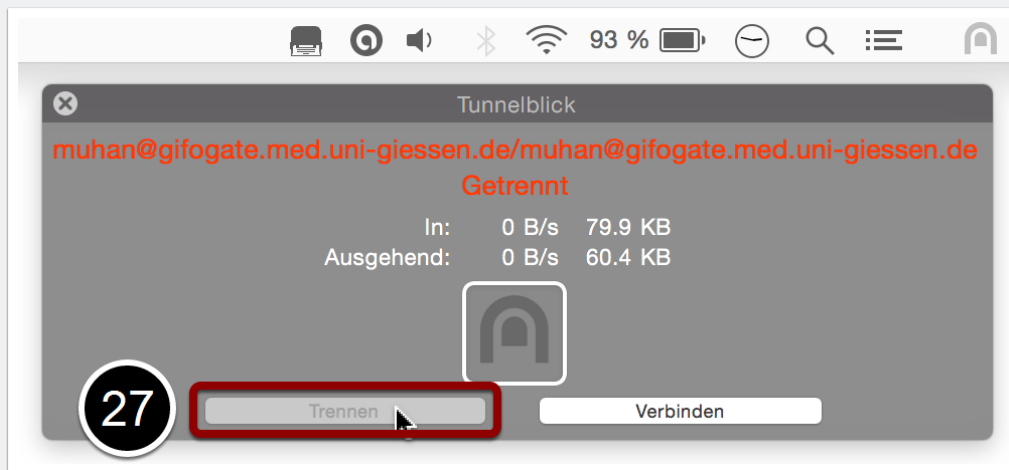 93 %
Tunnelblick
muhan@gifogate.med.uni-giessen.de/muhan@gifogate.med.uni-giessen.de
Getrennt
In: 0 B/s 79.9 KB
Ausgehend: 0 B/s 60.4 KB
27 Trennen Verbinden